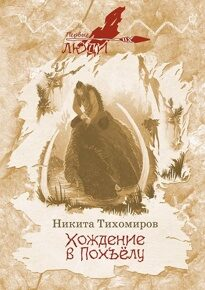 Первые
ЛЮДИ
Никита Тихомиров
Хождение
в Похъёлу